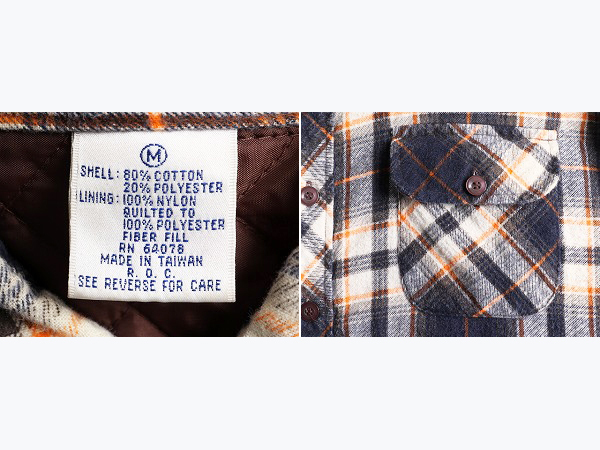 M
SHELL: 80% COTTON
20% POLYESTER
LINING: 100% NYLON
QUILTED TO
100% POLYESTER
FIBER FILL
RN 64078
MADE IN TAIWAN
R. O. C.
SEE REVERSE FOR CARE